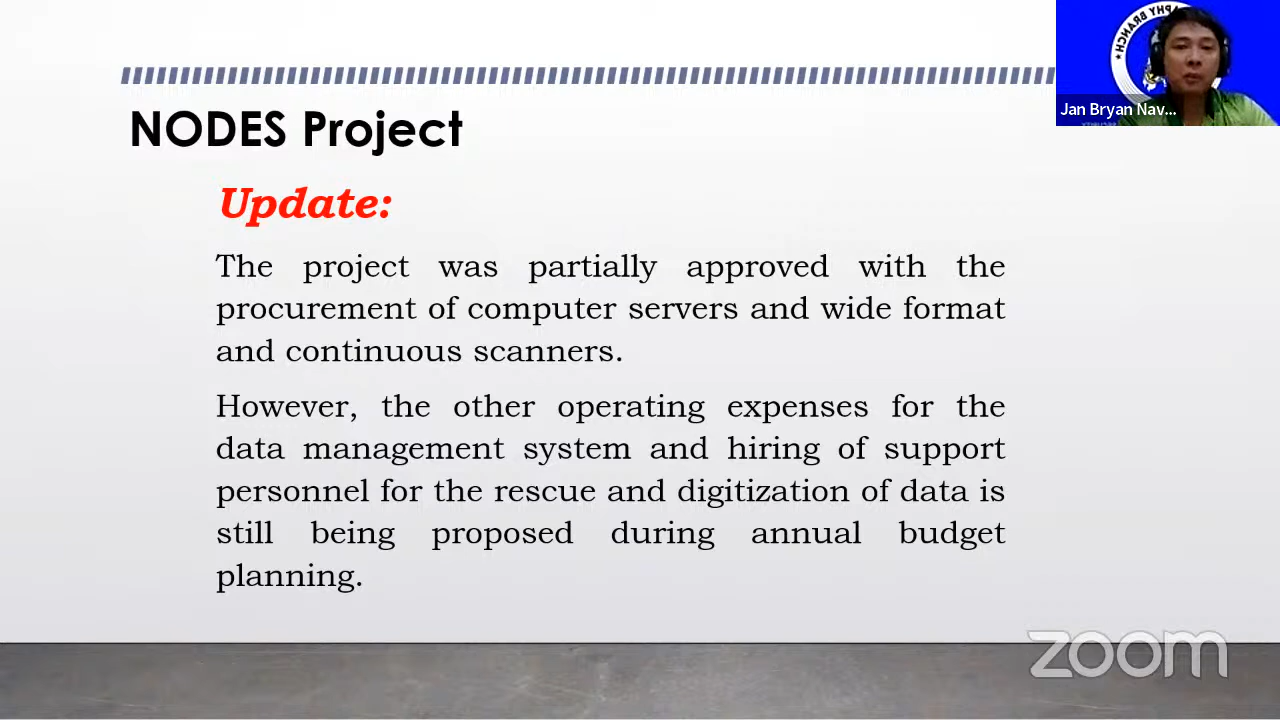 NODES Project
Update:
The project was partially approved with the
procurement of computer servers and wide format
and continuous scanners.
However, the other operating expenses for the
data management system and hiring of support
personnel for the rescue and digitization of data is
still being proposed during annual budget
planning.
Jan Bryan Nav...
zoom